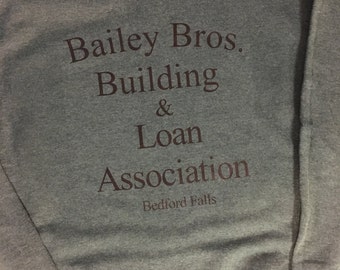 Bailey Bros.
Building
&
Loan
Association
Bedford Falls